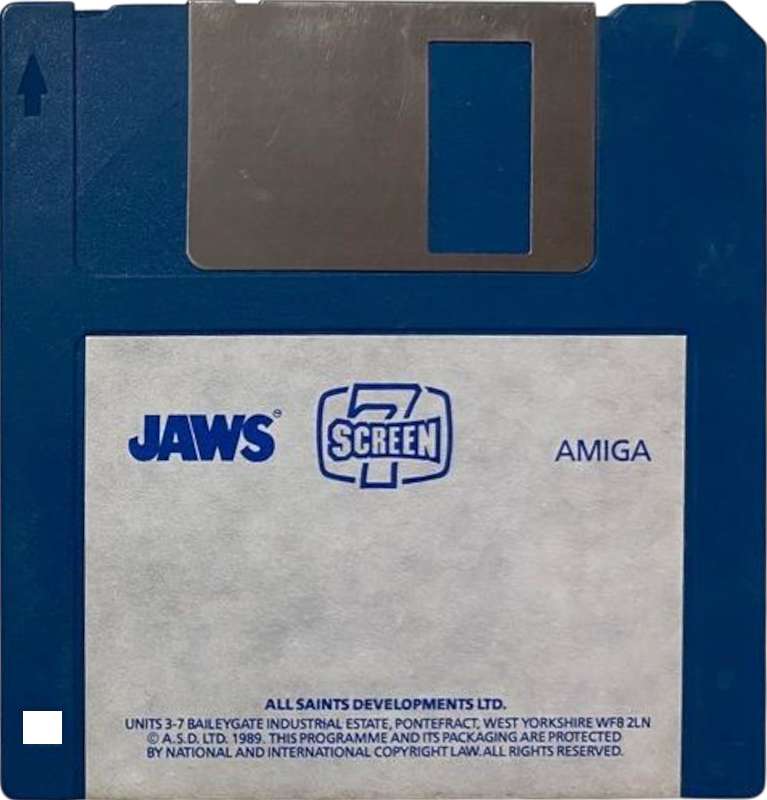 JAWS®
7
SCREEN
AMIGA
ALL SAINTS DEVELOPMENTS LTD.
UNITS 3-7 BAILEYGATE INDUSTRIAL ESTATE, PONTEFRACT, WEST YORKSHIRE WF8 2LN
© A.S.D. LTD. 1989. THIS PROGRAMME AND ITS PACKAGING ARE PROTECTED
BY NATIONAL AND INTERNATIONAL COPYRIGHT LAW. ALL RIGHTS RESERVED.